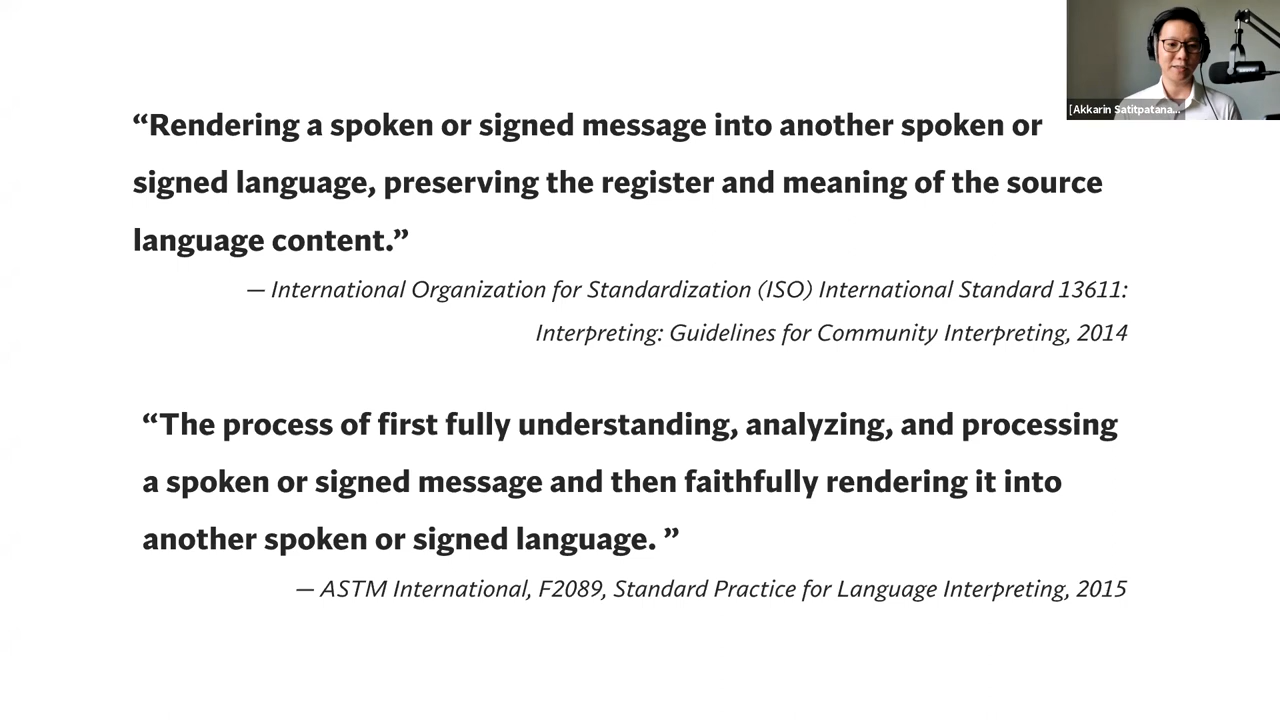 “Rendering a spoken or signed message into another spoken or
signed language, preserving the register and meaning of the source
language content.”
— International Organization for Standardization (ISO) International Standard 13611:
Interpreting: Guidelines for Community Interpreting, 2014
“The process of first fully understanding, analyzing, and processing
a spoken or signed message and then faithfully rendering it into
another spoken or signed language. ”
— ASTM International, F2089, Standard Practice for Language Interpreting, 2015
[Akkarin Satitpatana...